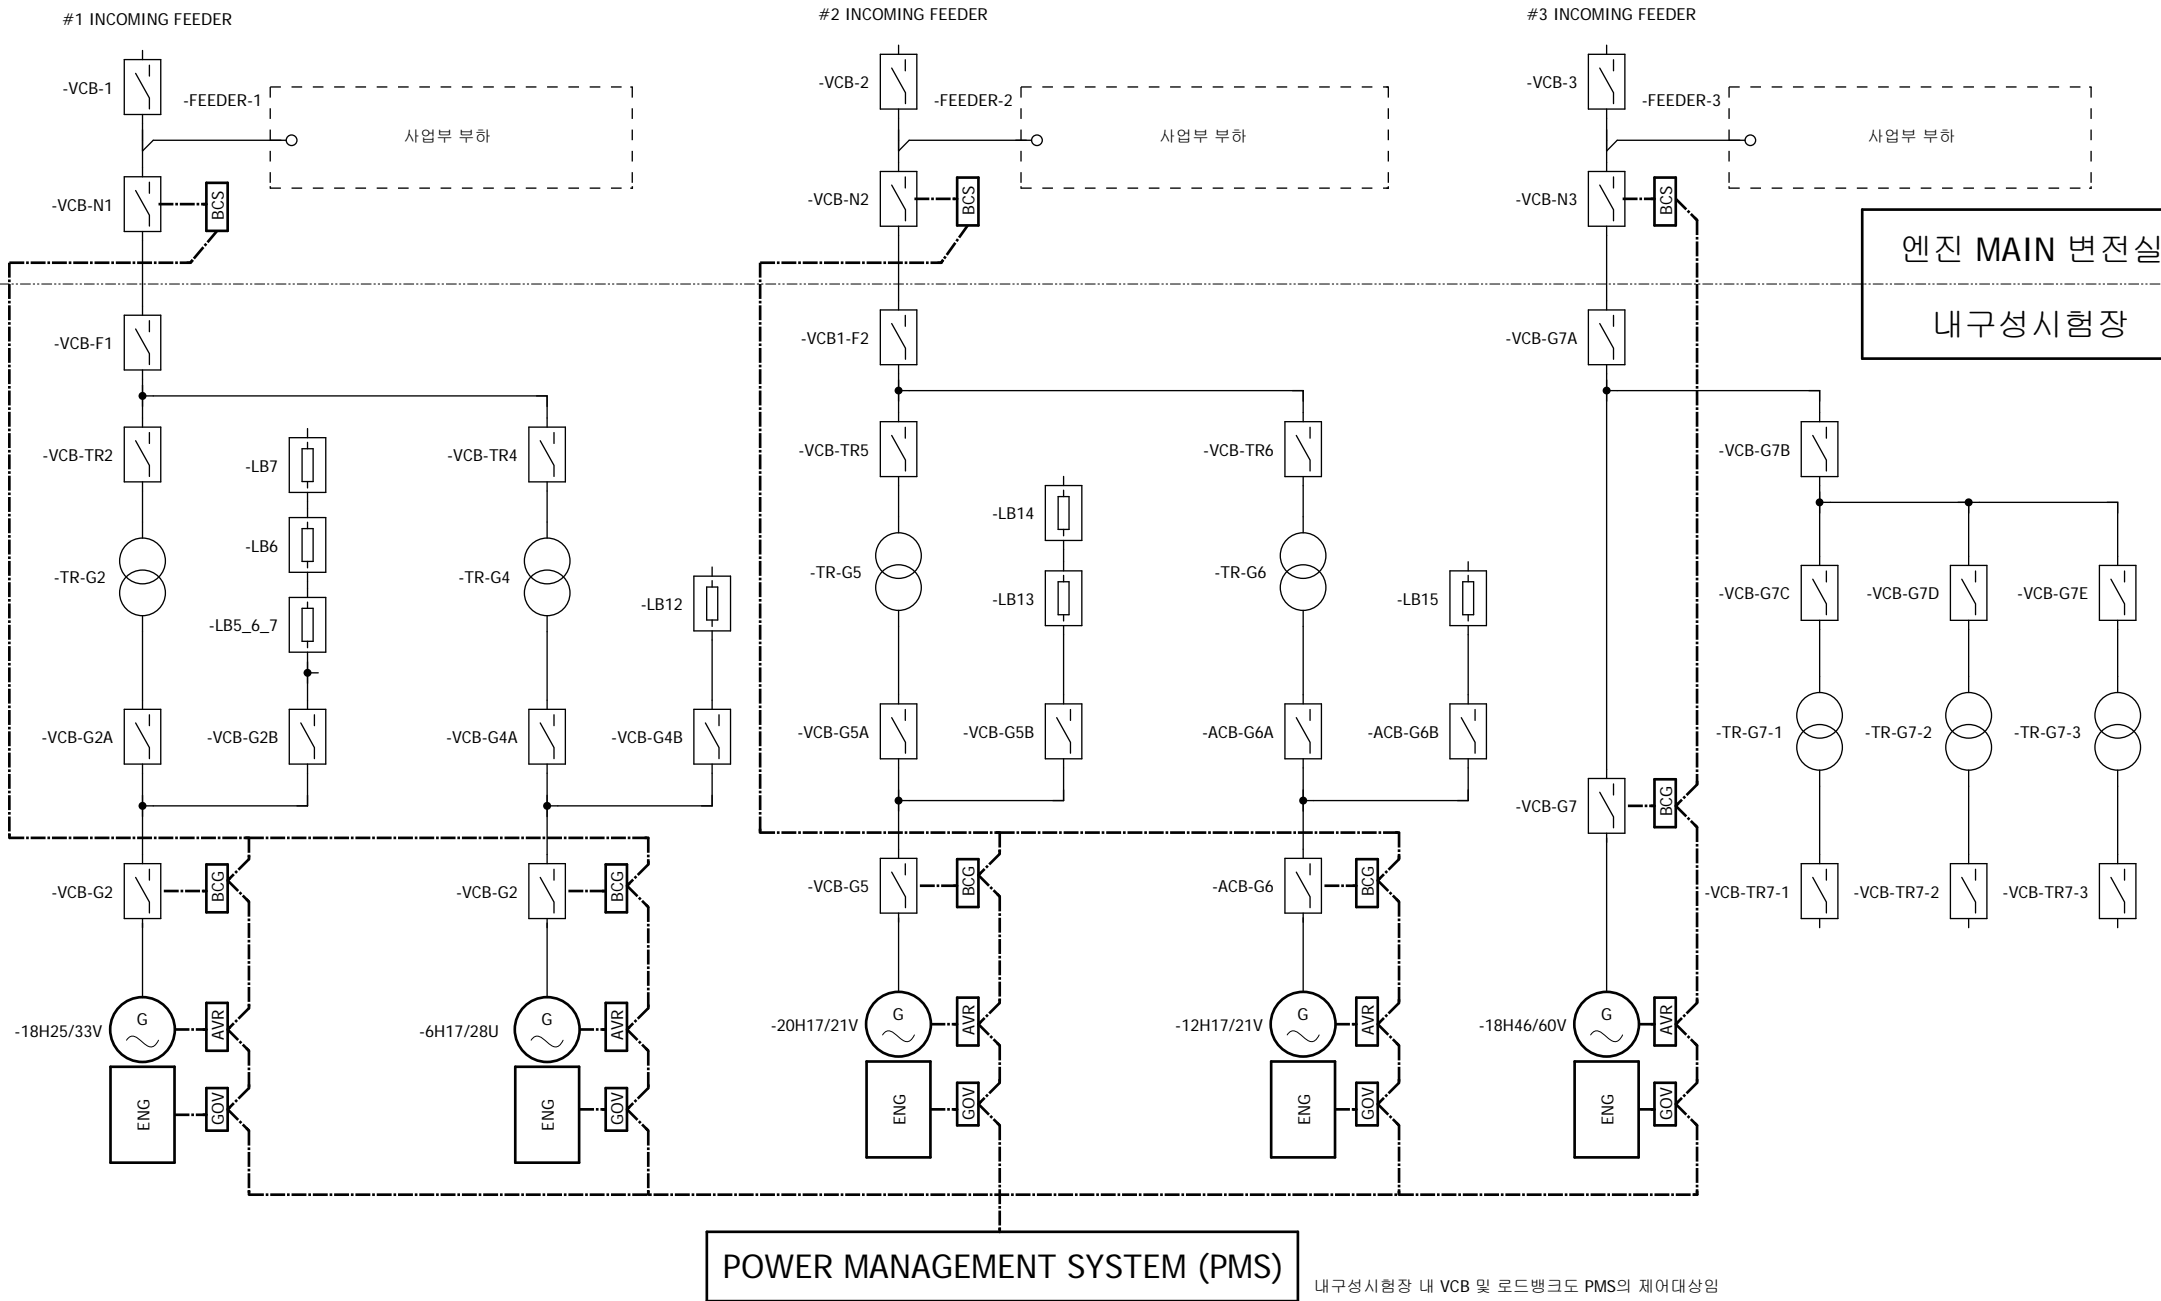 #1 INCOMING FEEDER
#2 INCOMING FEEDER
#3 INCOMING FEEDER
-VCB-1
-FEEDER-1
사업부 부하
-VCB-2
-FEEDER-2
사업부 부하
-VCB-3
-FEEDER-3
사업부 부하
-VCB-N1
BCS
-VCB-N2
BCS
-VCB-N3
BCS
엔진 MAIN 변전실
내구성시험장
-VCB-F1
-VCB1-F2
-VCB-G7A
-VCB-TR2
-LB7
-VCB-TR4
-VCB-TR5
-VCB-TR6
-VCB-G7B
-LB14
-LB6
-TR-G2
-TR-G4
-TR-G5
-TR-G6
-LB12
-LB13
-LB15
-VCB-G7C
-VCB-G7D
-VCB-G7E
-LB5_6_7
-VCB-G2A
-VCB-G2B
-VCB-G4A
-VCB-G4B
-VCB-G5A
-VCB-G5B
-ACB-G6A
-ACB-G6B
-TR-G7-1
-TR-G7-2
-TR-G7-3
-VCB-G7
BCG
-VCB-G2
BCG
-VCB-G2
BCG
-VCB-G5
BCG
-ACB-G6
BCG
-VCB-TR7-1
-VCB-TR7-2
-VCB-TR7-3
-18H25/33V
G
AVR
-6H17/28U
G
AVR
-20H17/21V
G
AVR
-12H17/21V
G
AVR
-18H46/60V
G
AVR
ENG
GOV
ENG
GOV
ENG
GOV
ENG
GOV
ENG
GOV
POWER MANAGEMENT SYSTEM (PMS)
내구성시험장 내 VCB 및 로드뱅크도 PMS의 제어대상임